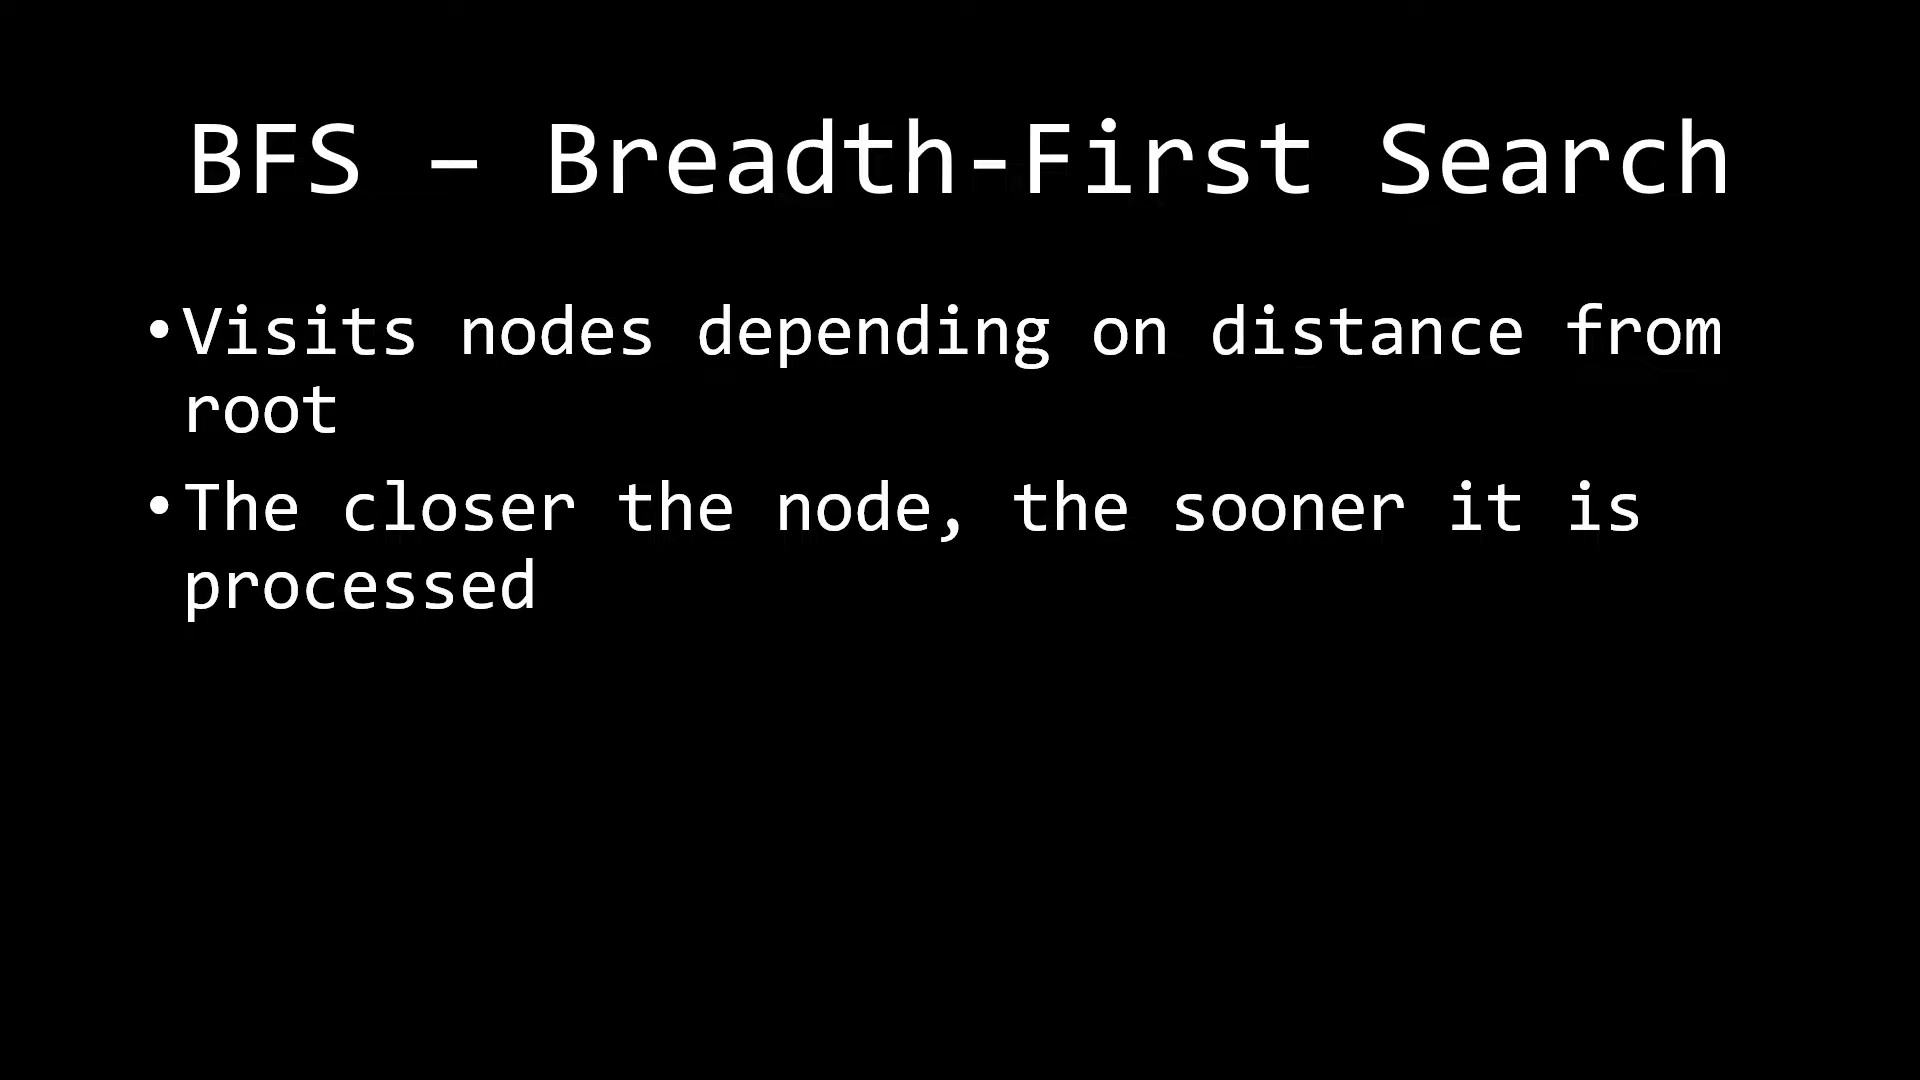 BFS – Breadth-First Search
•Visits nodes depending on distance from
root
•The closer the node, the sooner it is
processed